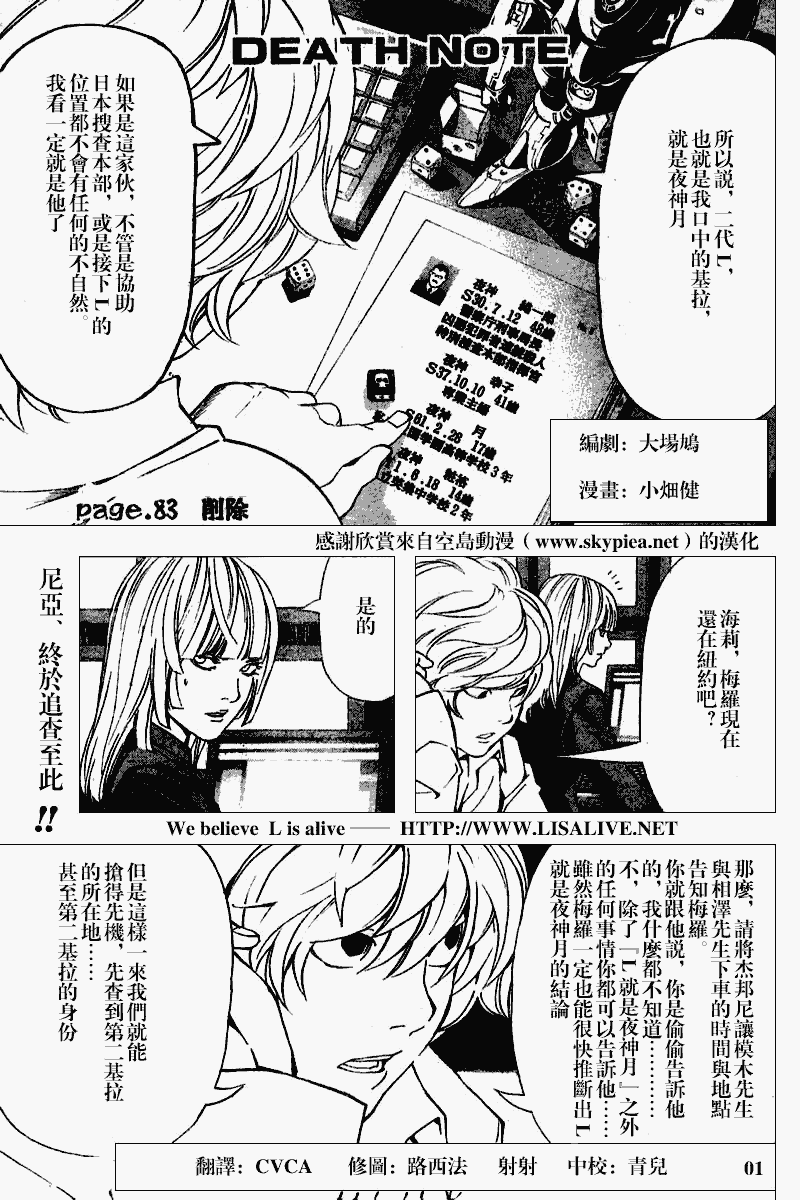 DEATH NOTE
所以說，二代L，
也就是我口中的基拉，
就是夜神月
如果是這家伙，不管是協助
日本搜查本部，或是接下L的
位置都不會有任何的不自然。
我看一定就是他了
夜神 總一郎
S30.7.12 48歲
夜神 幸子
S37.10.10 41歲
專業主婦
夜神 月
S61.2.28 17歲
夜神 粧裕
6.18 14歲
編劇：大場鳩
漫畫：小畑健
page.83 削除
感謝欣賞來自空島動漫（www.skypiea.net）的漢化
海莉，梅羅現在
還在紐約吧？
是的
尼亞、終於追查至此!!
We believe L is alive —— HTTP://WWW.LISALIVE.NET
那麼，請將杰邦尼讓模木先生
與相澤先生下車的時間與地點
告知梅羅。
你就跟他說，你是偷偷告訴他
的，我什麼都不知道…………
不，除了『L就是夜神月』之外
的任何事情你都可以告訴他……
雖然梅羅一定也能很快推斷出L
就是夜神月的結論
但是這樣一來我們就能
搶得先機，先查到第二基拉
的所在地……
甚至第二基拉的身份
翻譯：CVCA 修圖：路西法 射射 中校：青兒
01